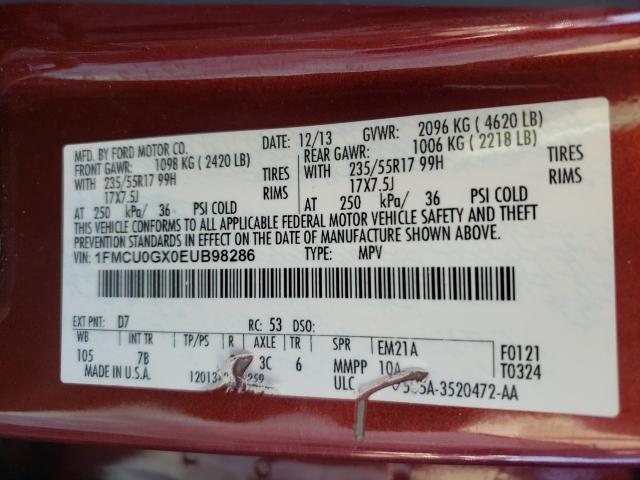 MFD. BY FORD MOTOR CO.
DATE: 12/13 GVWR: 2096 KG ( 4620 LB)
FRONT GAWR: 1098 KG ( 2420 LB) REAR GAWR: 1006 KG ( 2218 LB)
WITH 235/55R17 99H TIRES WITH 235/55R17 99H TIRES
17X7.5J RIMS 17X7.5J RIMS
AT 250 kPa/ 36 PSI COLD AT 250 kPa/ 36 PSI COLD
THIS VEHICLE CONFORMS TO ALL APPLICABLE FEDERAL MOTOR VEHICLE SAFETY AND THEFT
PREVENTION STANDARDS IN EFFECT ON THE DATE OF MANUFACTURE SHOWN ABOVE.
VIN: 1FMCU0GX0EUB98286 TYPE: MPV
EXT PNT: D7 RC: 53 DSO:
WB INT TR TP/PS R AXLE TR SPR EM21A F0121
105 7B 3C 6 MMPP 10A T0324
MADE IN U.S.A. ULC -3520472-AA